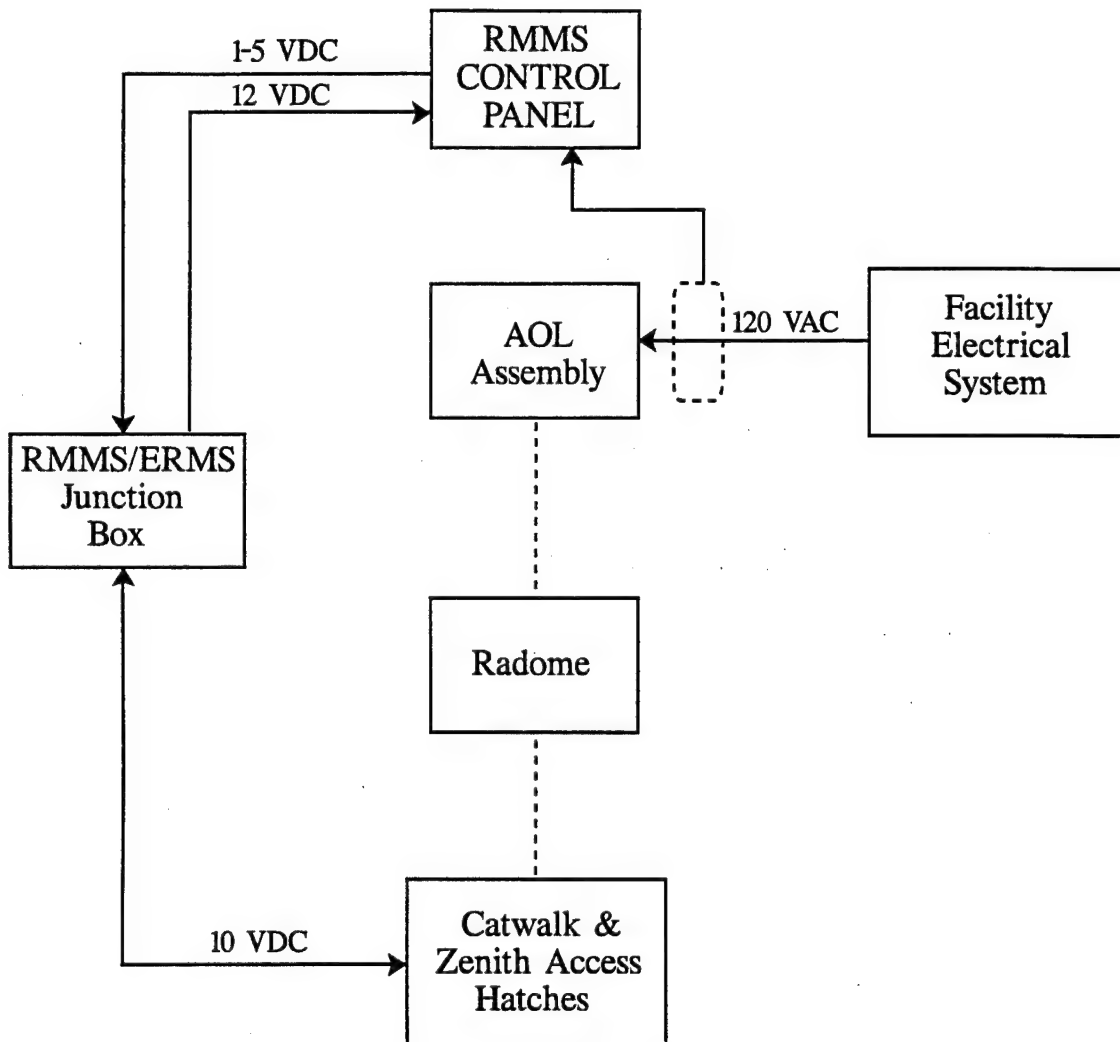 1-5 VDC
12 VDC
RMMS
CONTROL
PANEL
AOL
Assembly
120 VAC
Facility
Electrical
System
RMMS/ERMS
Junction
Box
Radome
10 VDC
Catwalk &
Zenith Access
Hatches